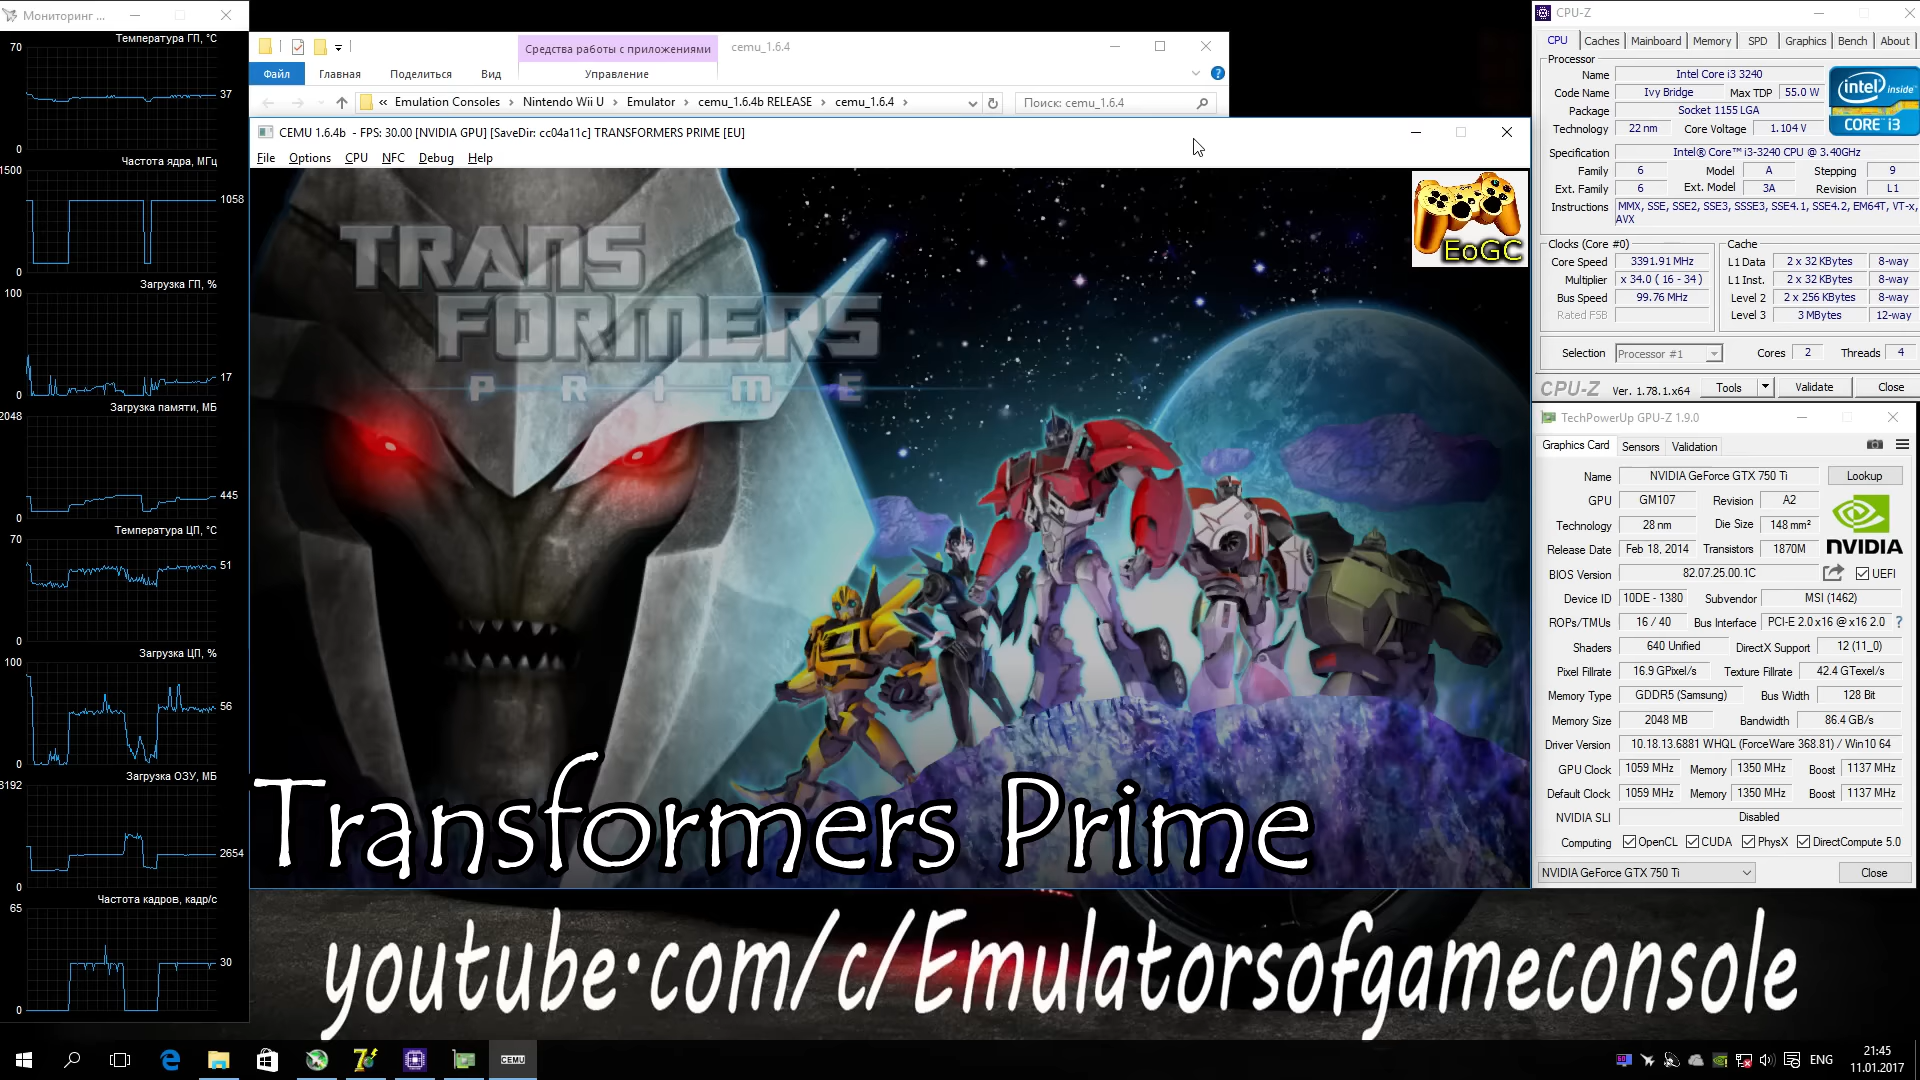 Мониторинг ...
Температура ГП, °C
70
37
0
Частота ядра, МГц
1500
1058
0
Загрузка ГП, %
100
17
0
Загрузка памяти, МБ
2048
445
0
Температура ЦП, °C
70
51
0
Загрузка ЦП, %
100
56
0
Загрузка ОЗУ, МБ
8192
2654
0
Частота кадров, кадр/с
65
30
0
Средства работы с приложениями
cemu_1.6.4
Файл
Главная
Поделиться
Вид
Управление
« Emulation Consoles > Nintendo Wii U > Emulator > cemu_1.6.4b RELEASE > cemu_1.6.4 >
Поиск: cemu_1.6.4
CEMU 1.6.4b - FPS: 30.00 [NVIDIA GPU] [SaveDir: cc04a11c] TRANSFORMERS PRIME [EU]
File Options CPU NFC Debug Help
TRANS
FORMERS
PRIME
EoGC
Transformers Prime
youtube.com/c/Emulatorsofgameconsole
CPU-Z
CPU Caches Mainboard Memory SPD Graphics Bench About
Processor
Name Intel Core i3 3240
Code Name Ivy Bridge Max TDP 55.0 W
Package Socket 1155 LGA
Technology 22 nm Core Voltage 1.104 V
intel inside™
CORE i3
Specification Intel® Core™ i3-3240 CPU @ 3.40GHz
Family 6 Model A Stepping 9
Ext. Family 6 Ext. Model 3A Revision L1
Instructions MMX, SSE, SSE2, SSE3, SSSE3, SSE4.1, SSE4.2, EM64T, VT-x,
AVX
Clocks (Core #0)
Core Speed 3391.91 MHz
Multiplier x 34.0 ( 16 - 34 )
Bus Speed 99.76 MHz
Rated FSB
Cache
L1 Data 2 x 32 KBytes 8-way
L1 Inst. 2 x 32 KBytes 8-way
Level 2 2 x 256 KBytes 8-way
Level 3 3 MBytes 12-way
Selection Processor #1 Cores 2 Threads 4
CPU-Z Ver. 1.78.1.x64 Tools Validate Close
TechPowerUp GPU-Z 1.9.0
Graphics Card Sensors Validation
Name NVIDIA GeForce GTX 750 Ti Lookup
GPU GM107 Revision A2
Technology 28 nm Die Size 148 mm²
Release Date Feb 18, 2014 Transistors 1870M
NVIDIA
BIOS Version 82.07.25.00.1C UEFI
Device ID 10DE - 1380 Subvendor MSI (1462)
ROPs/TMUs 16 / 40 Bus Interface PCI-E 2.0 x16 @ x16 2.0 ?
Shaders 640 Unified DirectX Support 12 (11_0)
Pixel Fillrate 16.9 GPixel/s Texture Fillrate 42.4 GTexel/s
Memory Type GDDR5 (Samsung) Bus Width 128 Bit
Memory Size 2048 MB Bandwidth 86.4 GB/s
Driver Version 10.18.13.6881 WHQL (ForceWare 368.81) / Win10 64
GPU Clock 1059 MHz Memory 1350 MHz Boost 1137 MHz
Default Clock 1059 MHz Memory 1350 MHz Boost 1137 MHz
NVIDIA SLI Disabled
Computing OpenCL CUDA PhysX DirectCompute 5.0
NVIDIA GeForce GTX 750 Ti Close
CEMU
ENG
21:45
11.01.2017